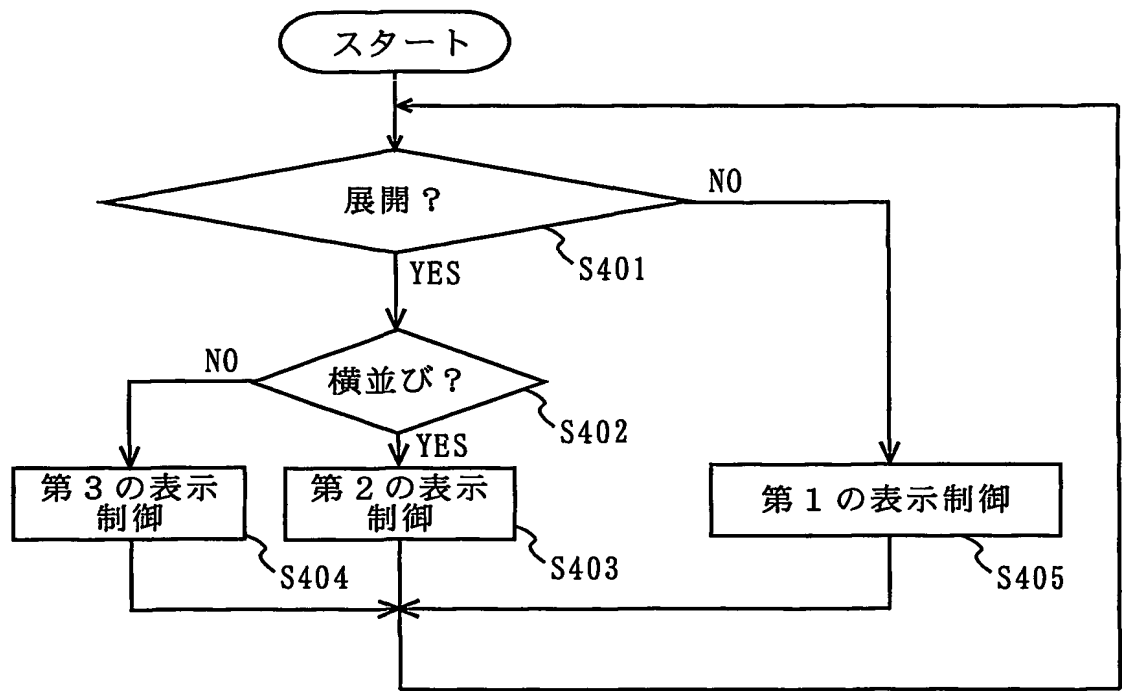 スタート
展開？
NO
S401
YES
横並び？
NO
S402
YES
第３の表示
制御
S404
第２の表示
制御
S403
第１の表示制御
S405